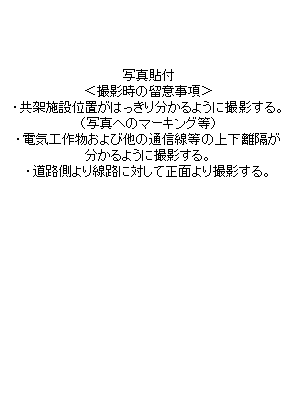 写真貼付
＜撮影時の留意事項＞
・共架施設位置がはっきり分かるように撮影する。
（写真へのマーキング等）
・電気工作物および他の通信線等の上下離隔が
分かるように撮影する。
・道路側より線路に対して正面より撮影する。